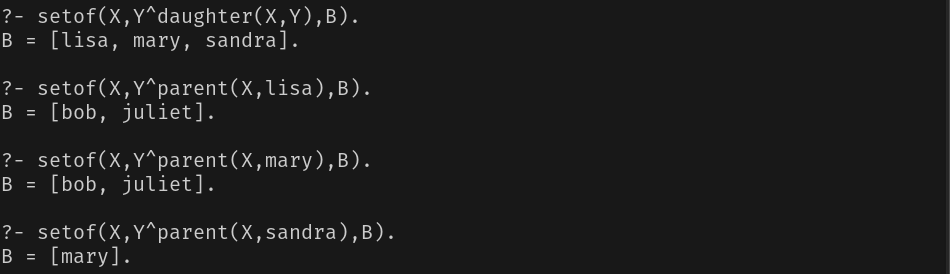 ?- setof(X,Y^daughter(X,Y),B).
B = [lisa, mary, sandra].
?- setof(X,Y^parent(X,lisa),B).
B = [bob, juliet].
?- setof(X,Y^parent(X,mary),B).
B = [bob, juliet].
?- setof(X,Y^parent(X,sandra),B).
B = [mary].